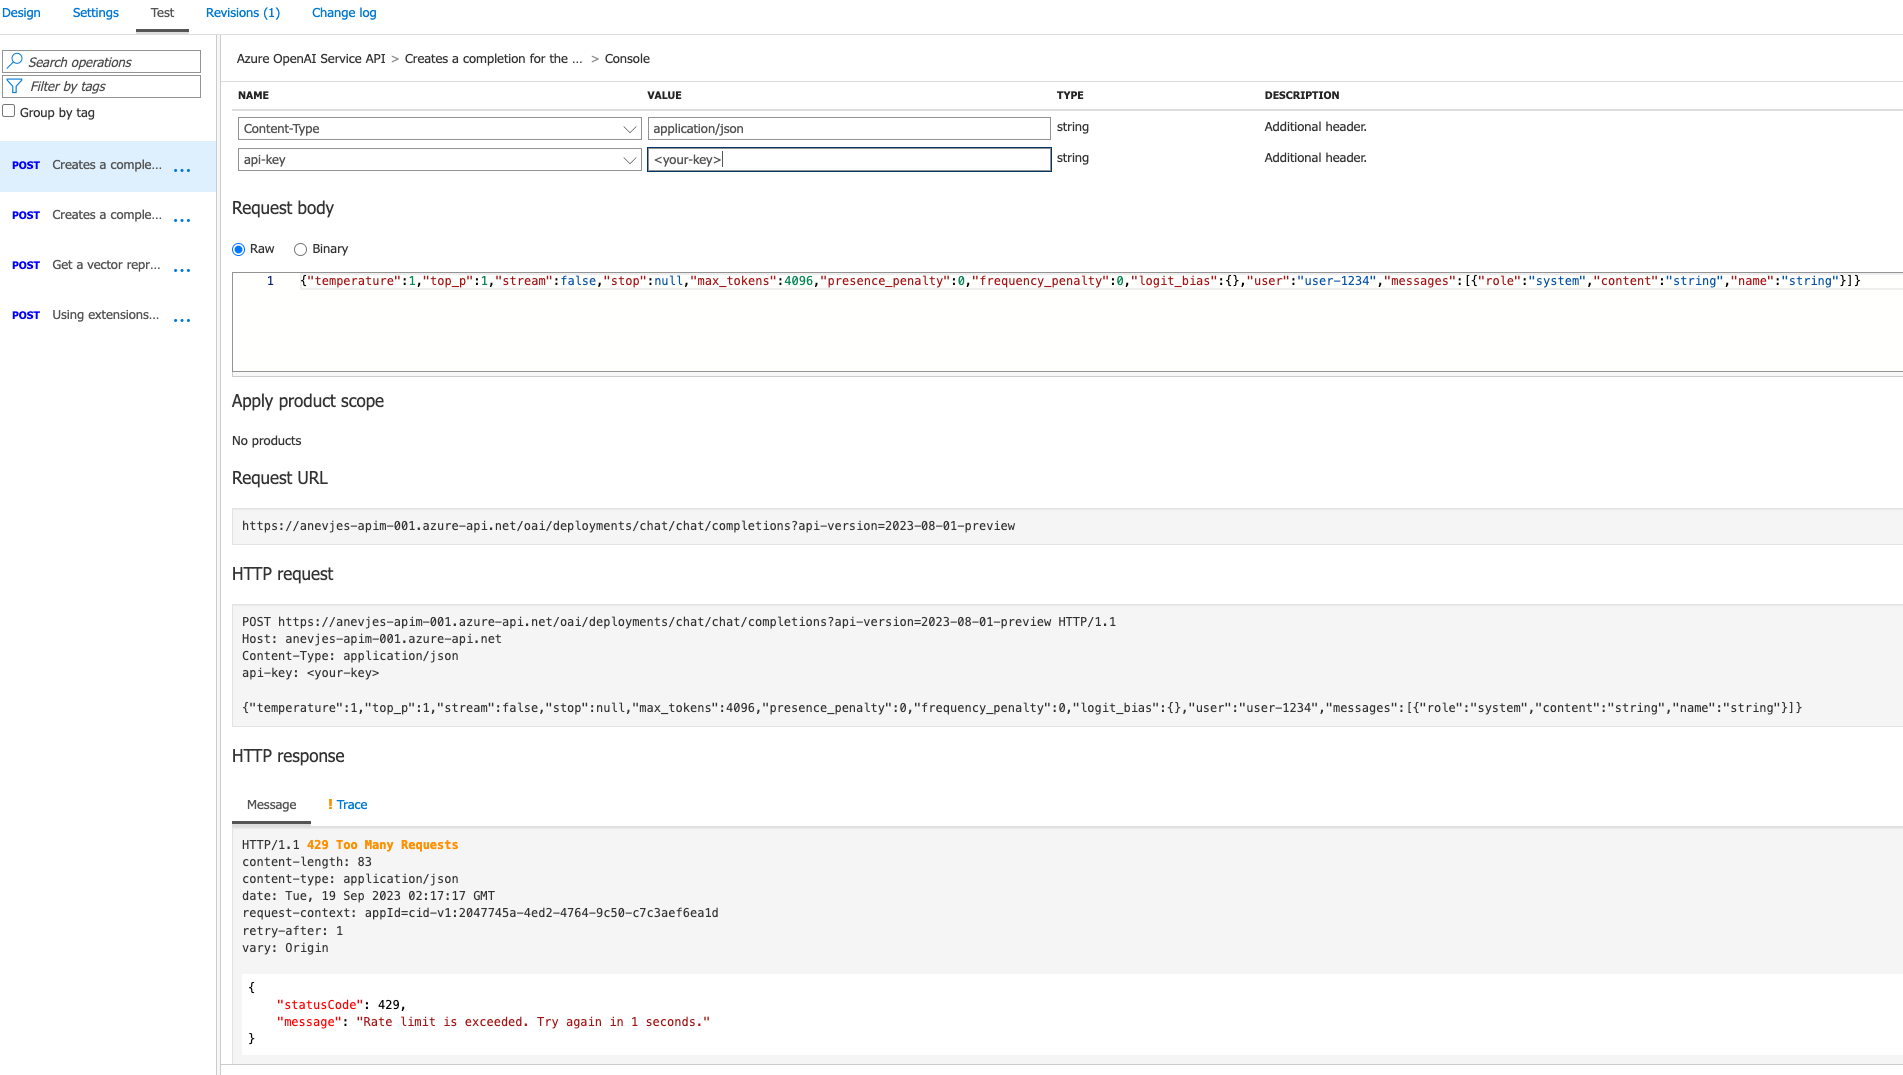 Design Settings Test Revisions (1) Change log
Search operations
Filter by tags
Group by tag
POST Creates a comple... ...
POST Creates a comple... ...
POST Get a vector repr... ...
POST Using extensions... ...
Azure OpenAI Service API > Creates a completion for the ... > Console
NAME VALUE TYPE DESCRIPTION
Content-Type application/json string Additional header.
api-key <your-key> string Additional header.
Request body
Raw Binary
1 {"temperature":1,"top_p":1,"stream":false,"stop":null,"max_tokens":4096,"presence_penalty":0,"frequency_penalty":0,"logit_bias":{},"user":"user-1234","messages":[{"role":"system","content":"string","name":"string"}]}
Apply product scope
No products
Request URL
https://anevjes-apim-001.azure-api.net/oai/deployments/chat/chat/completions?api-version=2023-08-01-preview
HTTP request
POST https://anevjes-apim-001.azure-api.net/oai/deployments/chat/chat/completions?api-version=2023-08-01-preview HTTP/1.1
Host: anevjes-apim-001.azure-api.net
Content-Type: application/json
api-key: <your-key>
{"temperature":1,"top_p":1,"stream":false,"stop":null,"max_tokens":4096,"presence_penalty":0,"frequency_penalty":0,"logit_bias":{},"user":"user-1234","messages":[{"role":"system","content":"string","name":"string"}]}
HTTP response
Message ! Trace
HTTP/1.1 429 Too Many Requests
content-length: 83
content-type: application/json
date: Tue, 19 Sep 2023 02:17:17 GMT
request-context: appId=cid-v1:2047745a-4ed2-4764-9c50-c7c3aef6ea1d
retry-after: 1
vary: Origin
{
"statusCode": 429,
"message": "Rate limit is exceeded. Try again in 1 seconds."
}